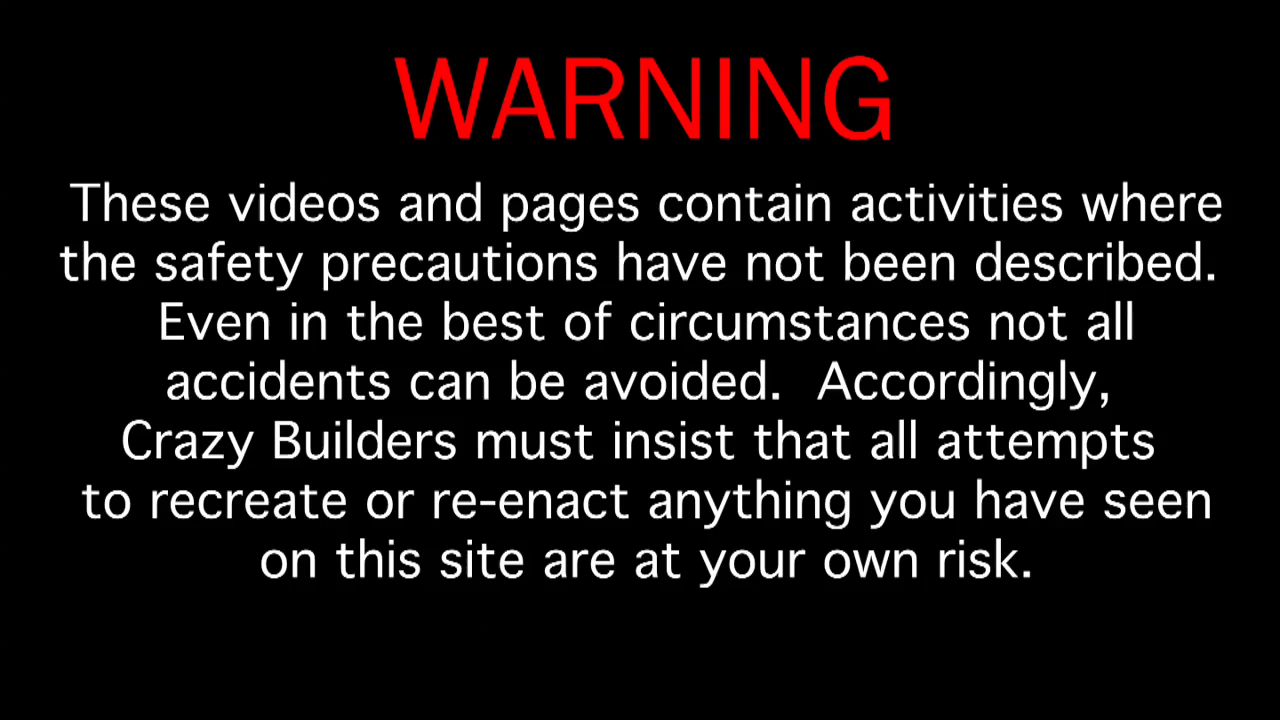 WARNING
These videos and pages contain activities where
the safety precautions have not been described.
Even in the best of circumstances not all
accidents can be avoided.  Accordingly,
Crazy Builders must insist that all attempts
to recreate or re-enact anything you have seen
on this site are at your own risk.